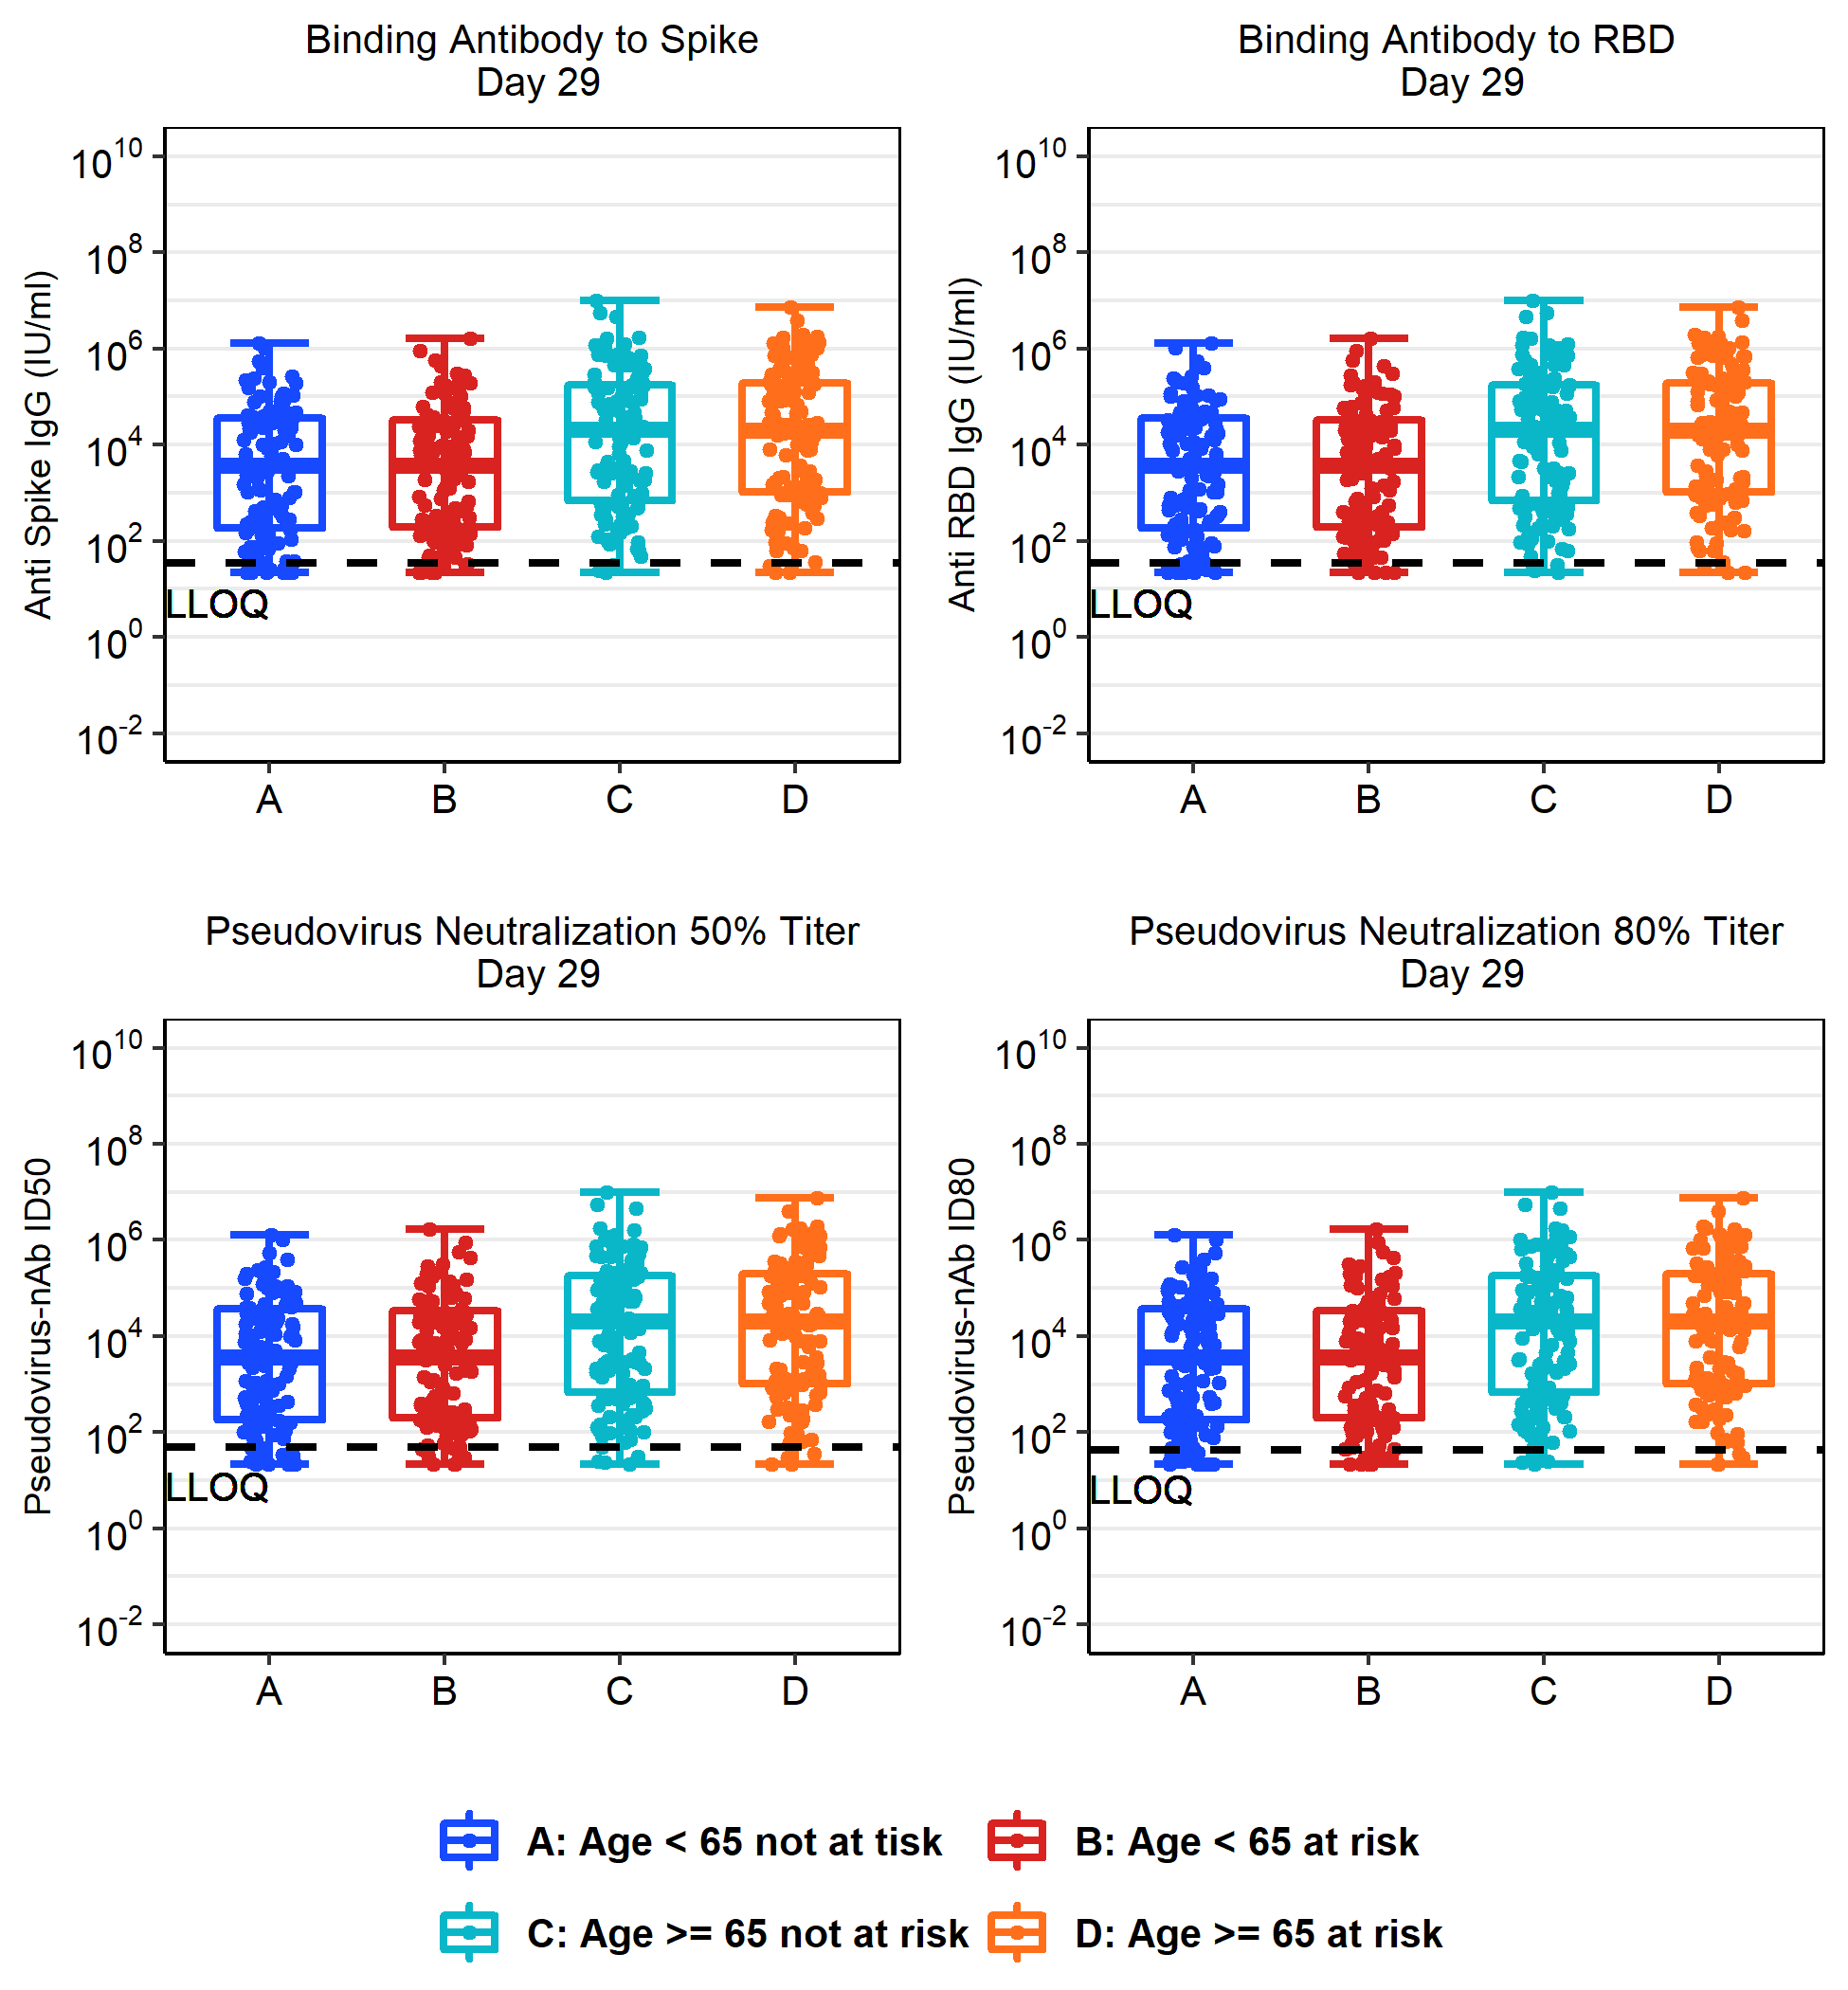 Binding Antibody to Spike
Day 29
Anti Spike IgG (IU/ml)
10^10
10^8
10^6
10^4
10^2
10^0
10^-2
LLOQ
A B C D
Binding Antibody to RBD
Day 29
Anti RBD IgG (IU/ml)
10^10
10^8
10^6
10^4
10^2
10^0
10^-2
LLOQ
A B C D
Pseudovirus Neutralization 50% Titer
Day 29
Pseudovirus-nAb ID50
10^10
10^8
10^6
10^4
10^2
10^0
10^-2
LLOQ
A B C D
Pseudovirus Neutralization 80% Titer
Day 29
Pseudovirus-nAb ID80
10^10
10^8
10^6
10^4
10^2
10^0
10^-2
LLOQ
A B C D
A: Age < 65 not at tisk
B: Age < 65 at risk
C: Age >= 65 not at risk
D: Age >= 65 at risk